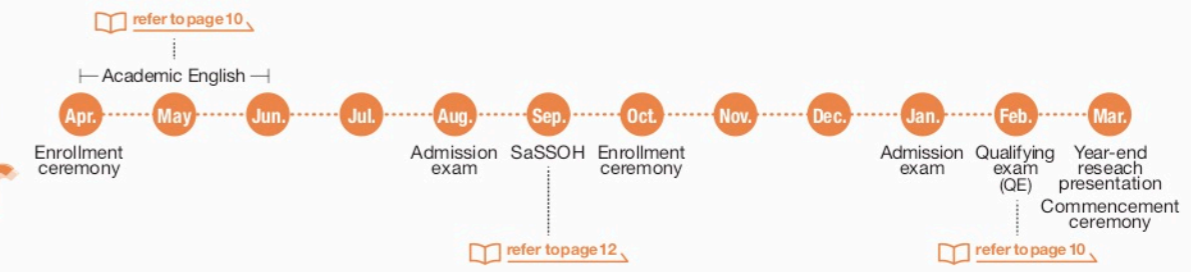 refer to page 10
Academic English
Apr.
May
Jun.
Jul.
Aug.
Sep.
Oct.
Nov.
Dec.
Jan.
Feb.
Mar.
Enrollment
ceremony
Admission
exam
SaSSOH
Enrollment
ceremony
Admission
exam
Qualifying
exam
(QE)
Year-end
reseach
presentation
Commencement
ceremony
refer to page 12
refer to page 10